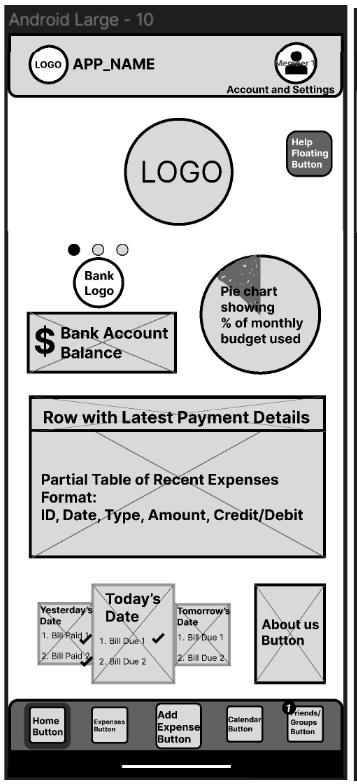 Android Large - 10
LOGO
APP_NAME
Member 1
Account and Settings
LOGO
Help
Floating
Button
Bank
Logo
$ Bank Account
Balance
Pie chart
showing
% of monthly
budget used
Row with Latest Payment Details
Partial Table of Recent Expenses
Format:
ID, Date, Type, Amount, Credit/Debit
Yesterday's
Date
1. Bill Paid 1
2. Bill Paid 2
Today's
Date
1. Bill Due 1
2. Bill Due 2
Tomorrow's
Date
1. Bill Due 1
2. Bill Due 2
About us
Button
Home
Button
Expenses
Button
Add
Expense
Button
Calendar
Button
1
Friends/
Groups
Button